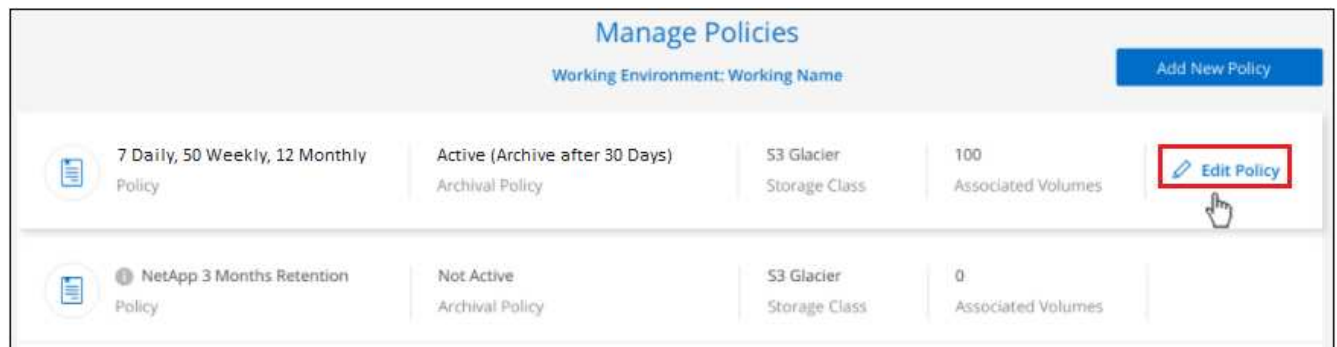 Manage Policies
Working Environment: Working Name
Add New Policy
7 Daily, 50 Weekly, 12 Monthly
Policy
Active (Archive after 30 Days)
Archival Policy
S3 Glacier
Storage Class
100
Associated Volumes
Edit Policy
NetApp 3 Months Retention
Policy
Not Active
Archival Policy
S3 Glacier
Storage Class
0
Associated Volumes